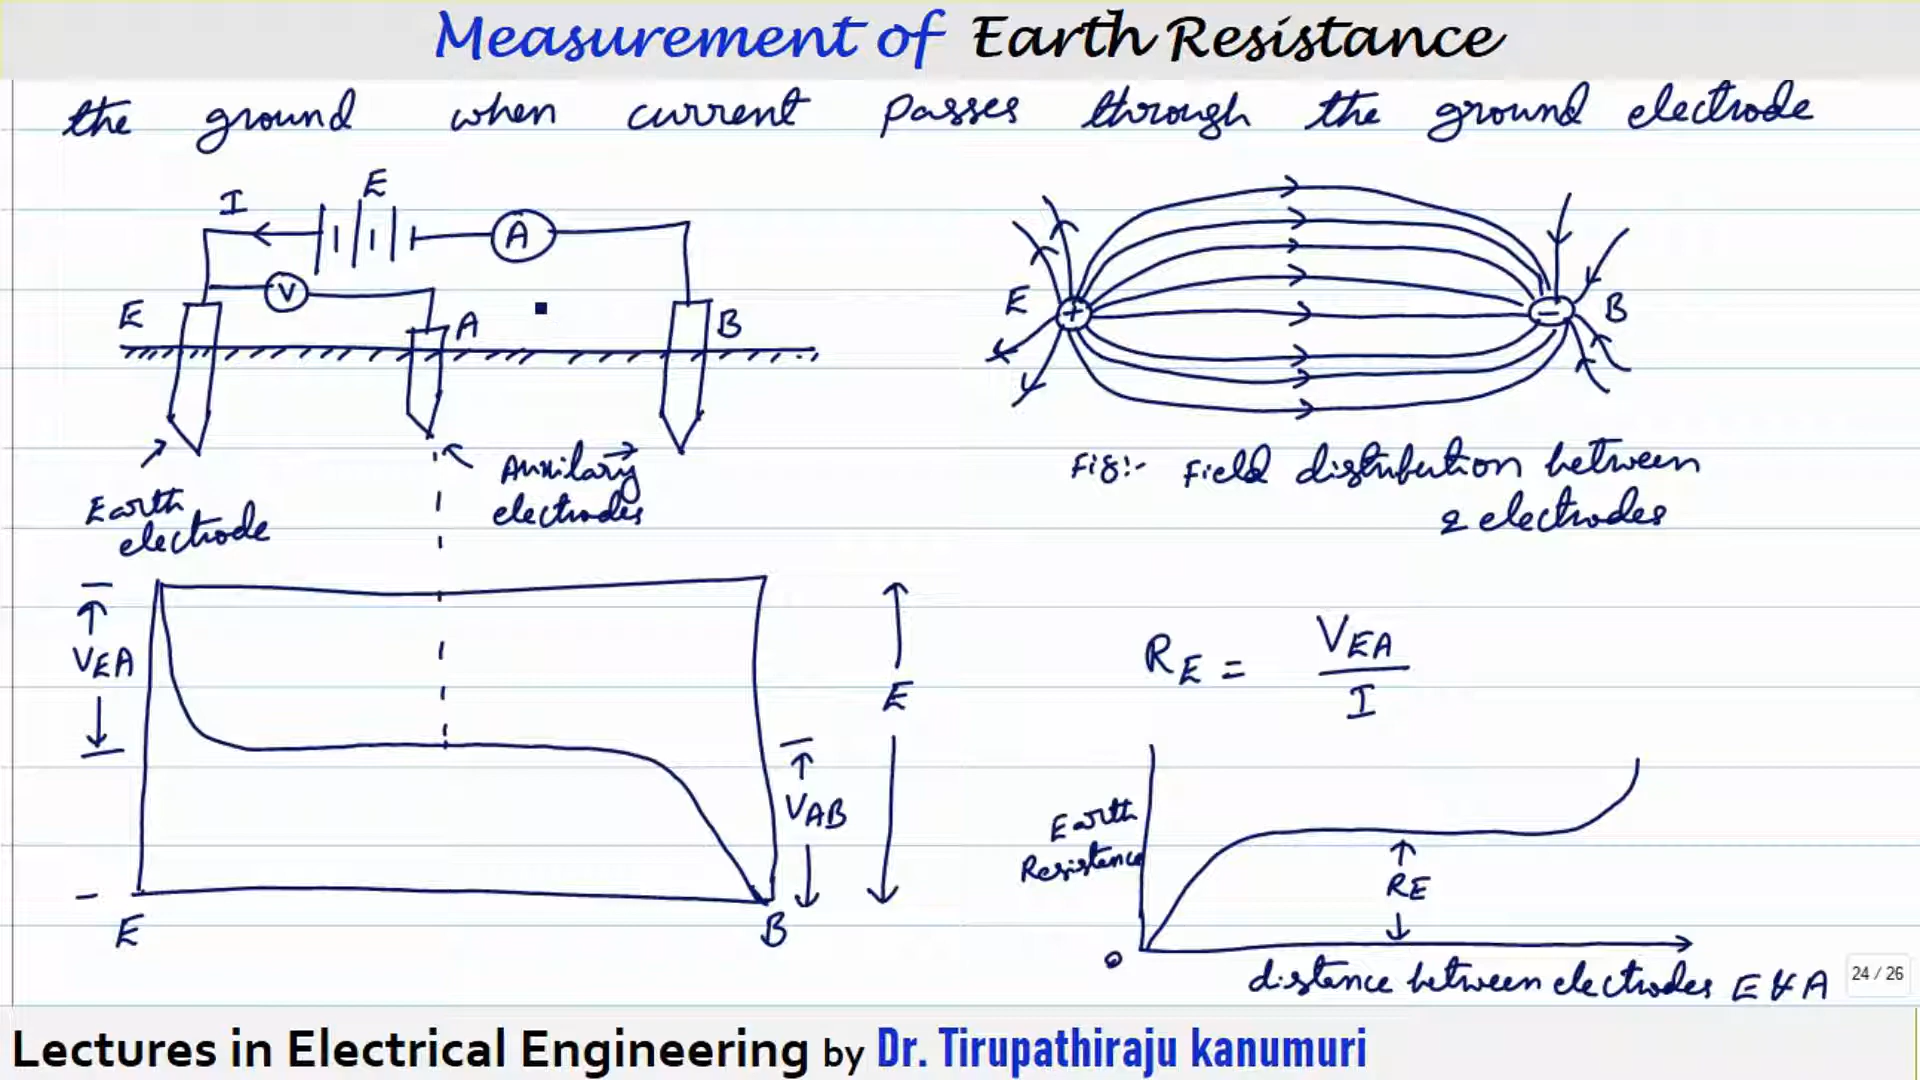 Measurement of Earth Resistance
the ground when current passes through the ground electrode
I
E
A
V
E
A
B
Earth
electrode
Auxilary
electrodes
E
+
−
B
Fig:- Field distribution between
2 electrodes
VEA
VAB
E
E
B
RE = VEA
I
Earth
Resistence
RE
0
distence between electrodes E & A
24 / 26
Lectures in Electrical Engineering by Dr. Tirupathiraju kanumuri